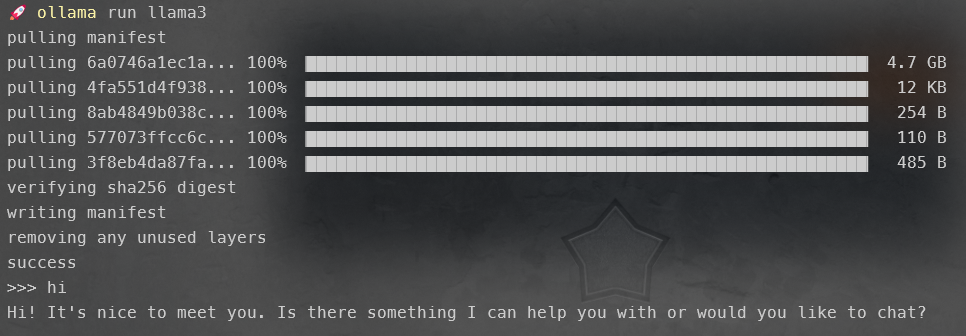 🚀 ollama run llama3
pulling manifest
pulling 6a0746a1ec1a... 100% 4.7 GB
pulling 4fa551d4f938... 100% 12 KB
pulling 8ab4849b038c... 100% 254 B
pulling 577073ffcc6c... 100% 110 B
pulling 3f8eb4da87fa... 100% 485 B
verifying sha256 digest
writing manifest
removing any unused layers
success
>>> hi
Hi! It's nice to meet you. Is there something I can help you with or would you like to chat?